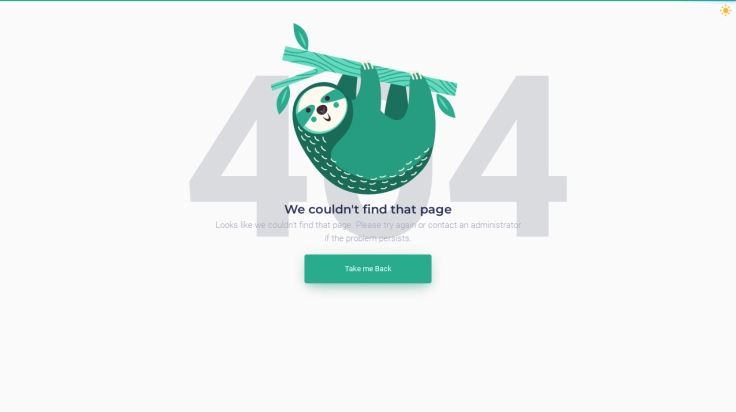 404
We couldn't find that page
Looks like we couldn't find that page. Please try again or contact an administrator
if the problem persists.
Take me Back